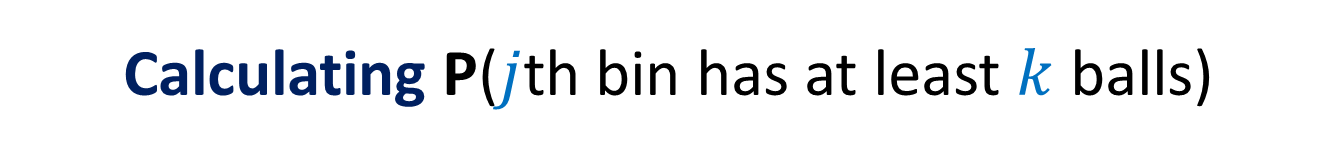 Calculating P(jth bin has at least k balls)